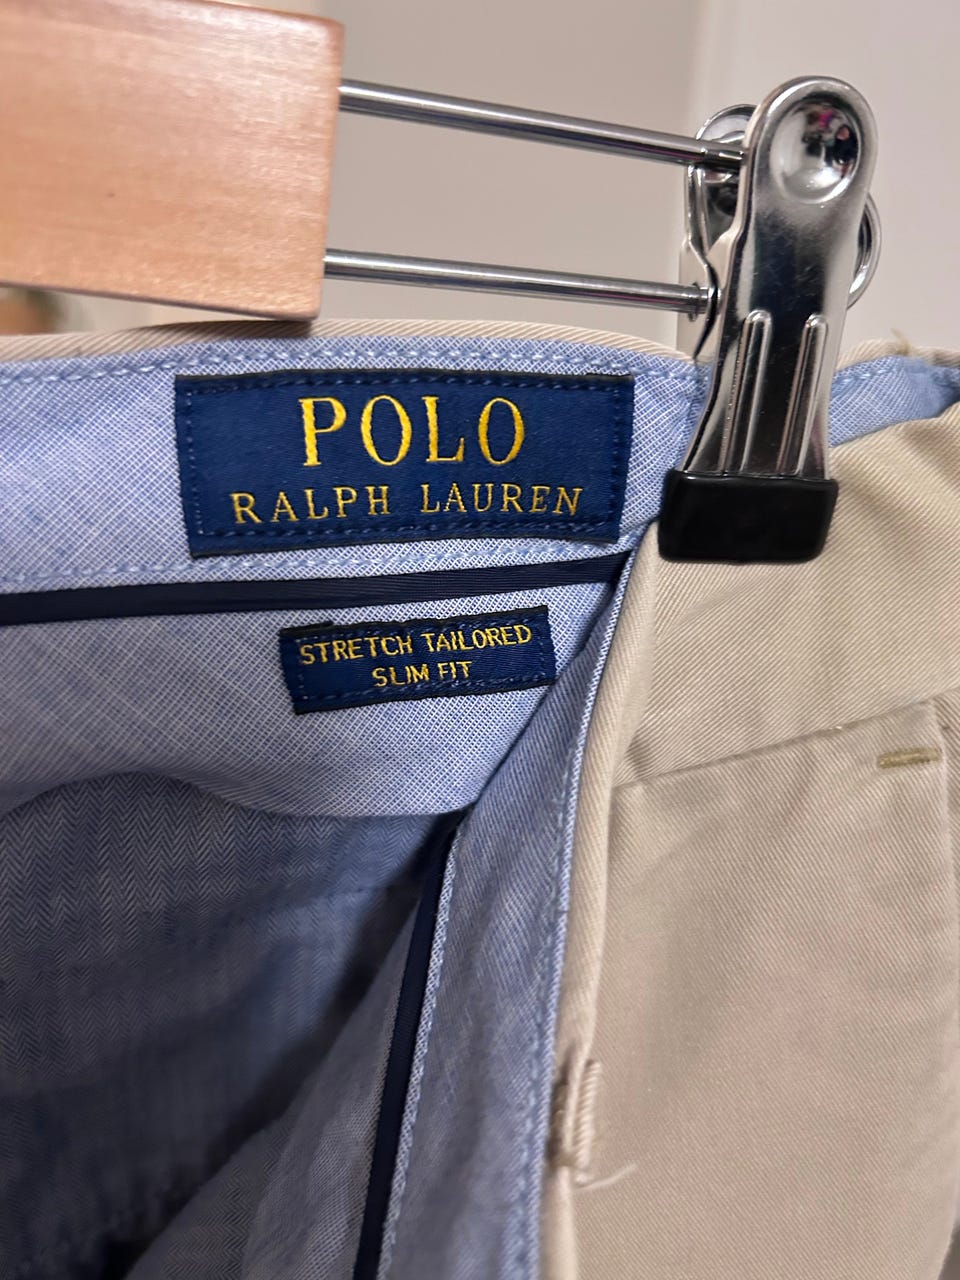 POLO
RALPH LAUREN
STRETCH TAILORED
SLIM FIT